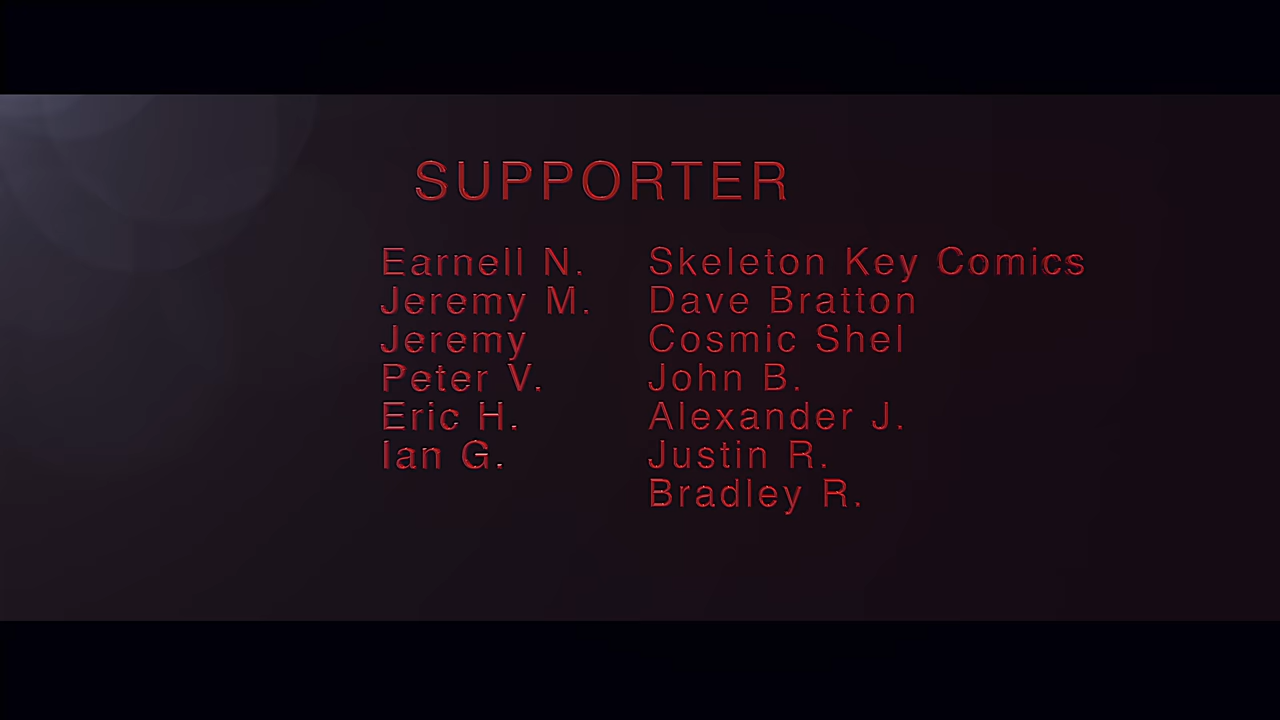 SUPPORTER
Earnell N.
Jeremy M.
Jeremy
Peter V.
Eric H.
Ian G.
Skeleton Key Comics
Dave Bratton
Cosmic Shel
John B.
Alexander J.
Justin R.
Bradley R.